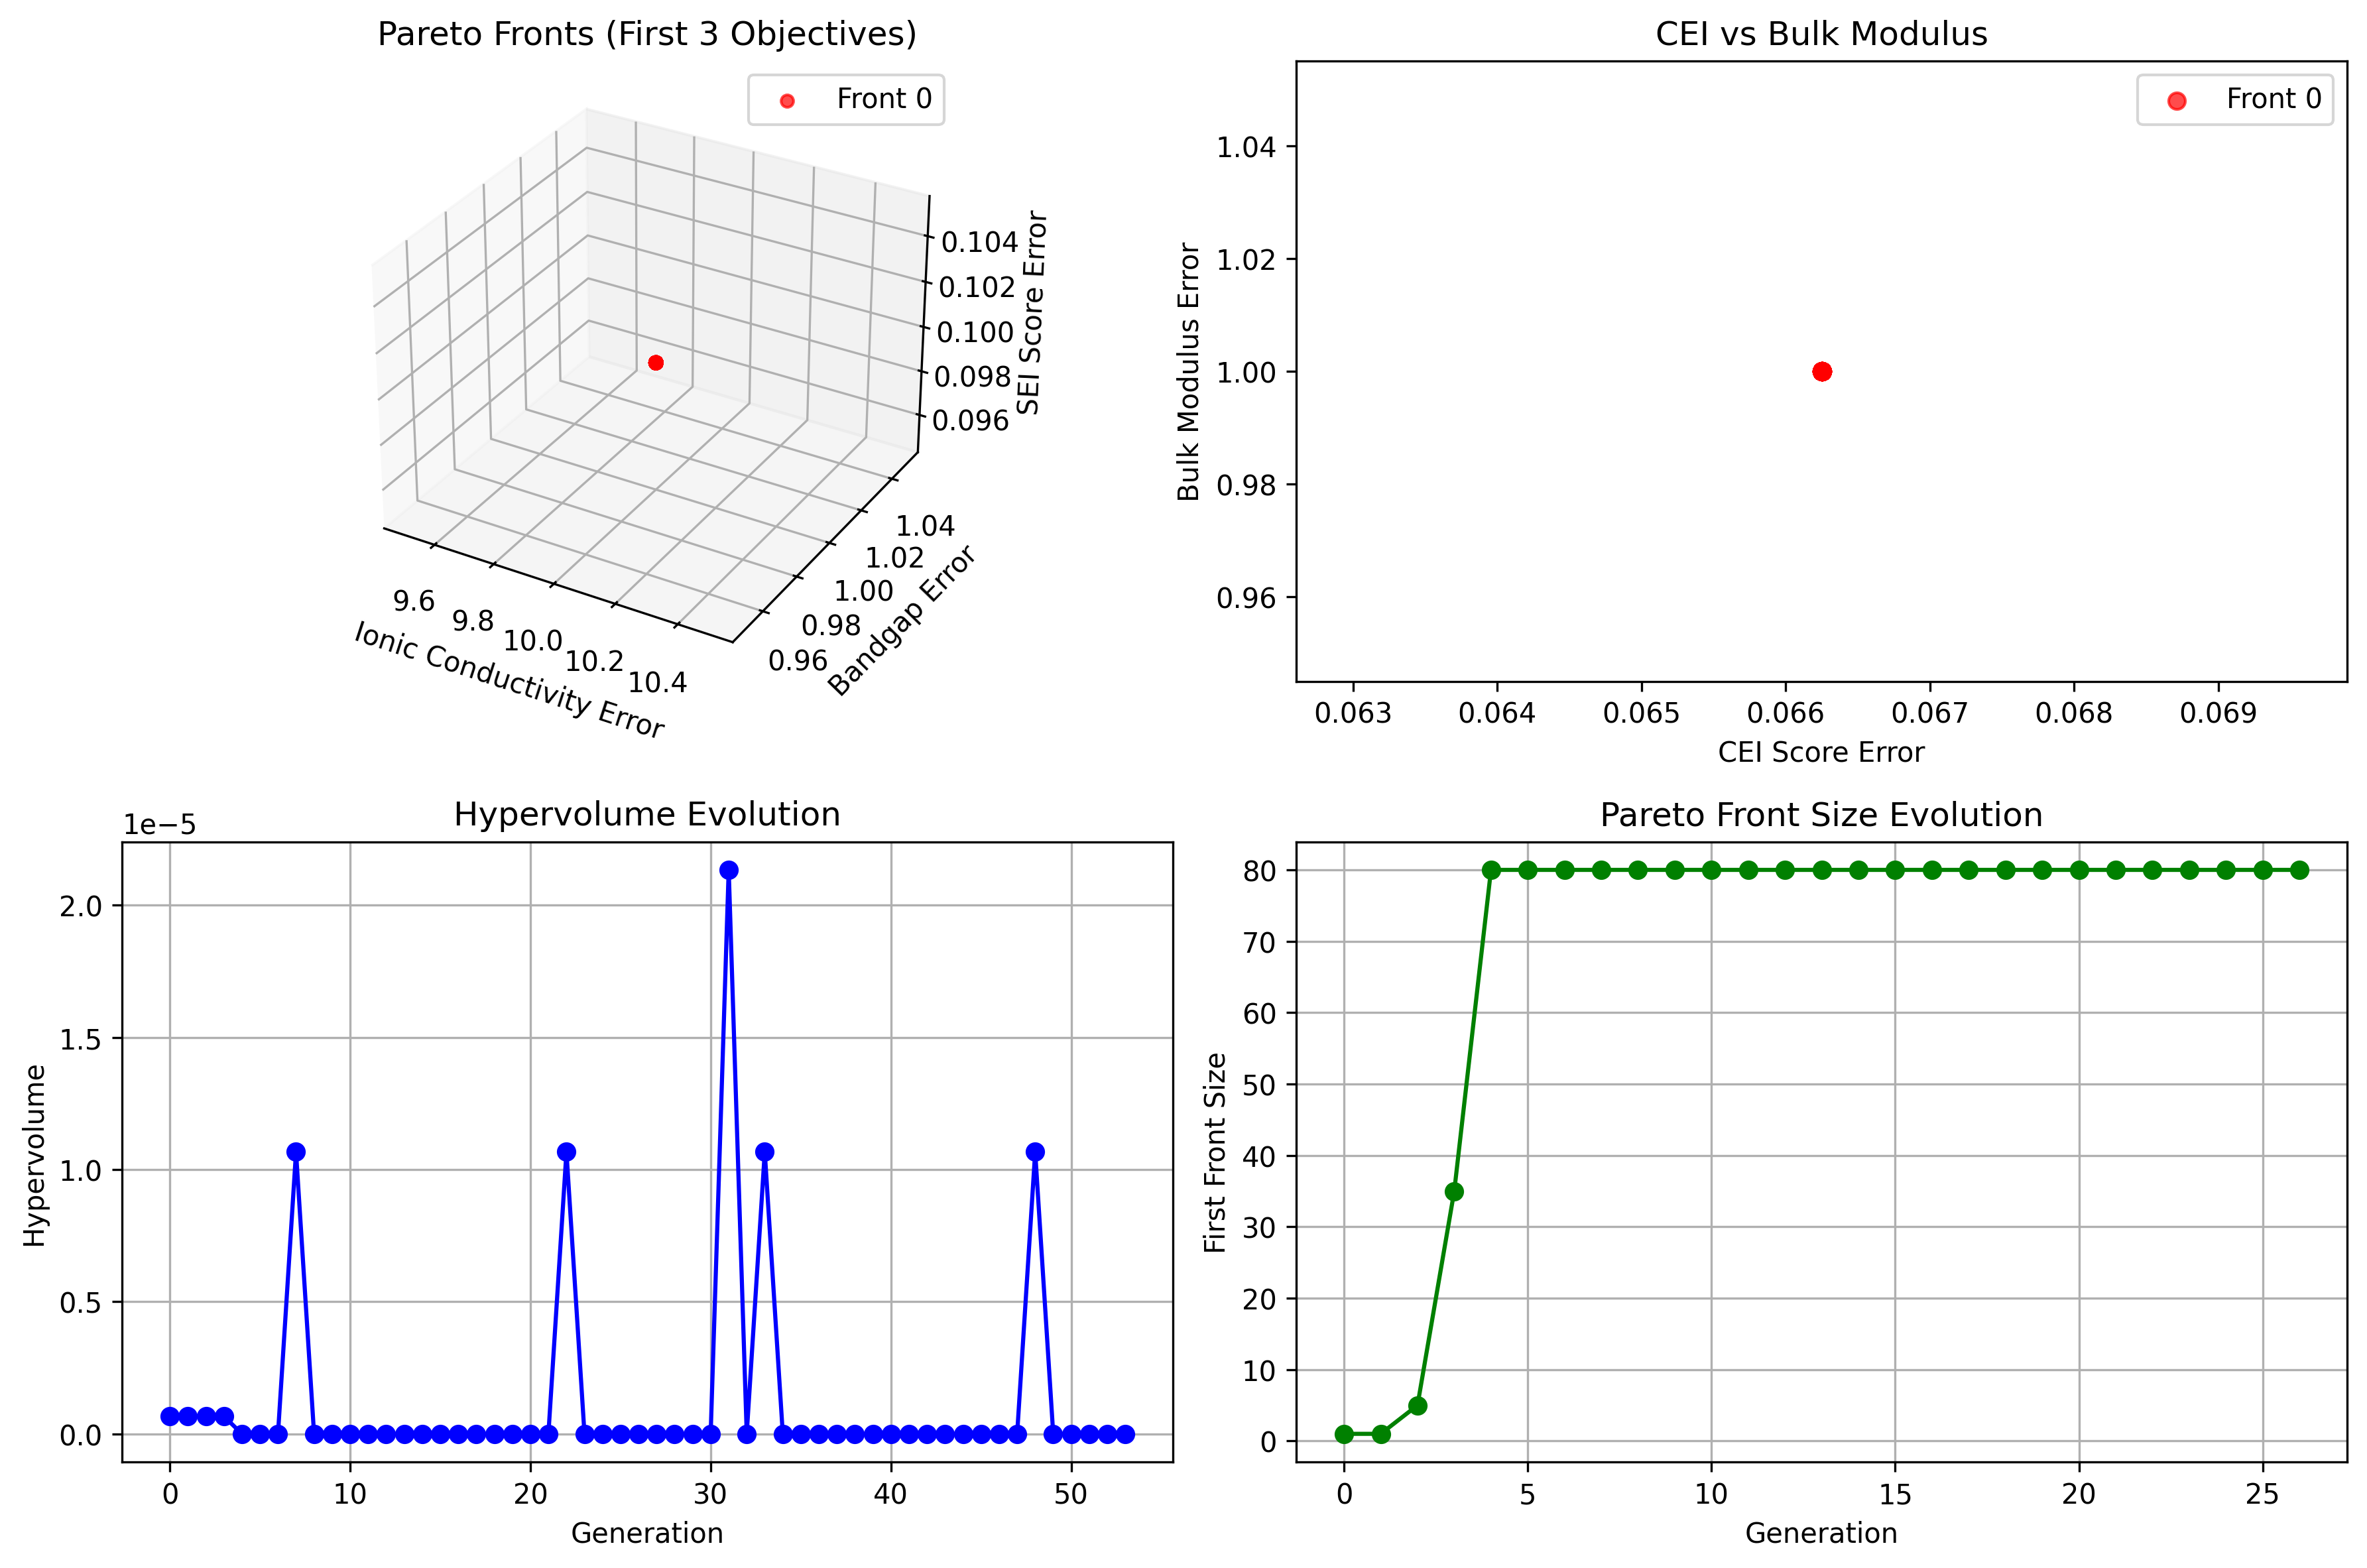 Pareto Fronts (First 3 Objectives)
Front 0
0.104
0.102
0.100
0.098
0.096
SEI Score Error
1.04
1.02
1.00
0.98
0.96
Bandgap Error
9.6
9.8
10.0
10.2
10.4
Ionic Conductivity Error
CEI vs Bulk Modulus
Front 0
1.04
1.02
1.00
0.98
0.96
Bulk Modulus Error
0.063 0.064 0.065 0.066 0.067 0.068 0.069
CEI Score Error
Hypervolume Evolution
1e−5
2.0
1.5
1.0
0.5
0.0
Hypervolume
0 10 20 30 40 50
Generation
Pareto Front Size Evolution
80
70
60
50
40
30
20
10
0
First Front Size
0 5 10 15 20 25
Generation